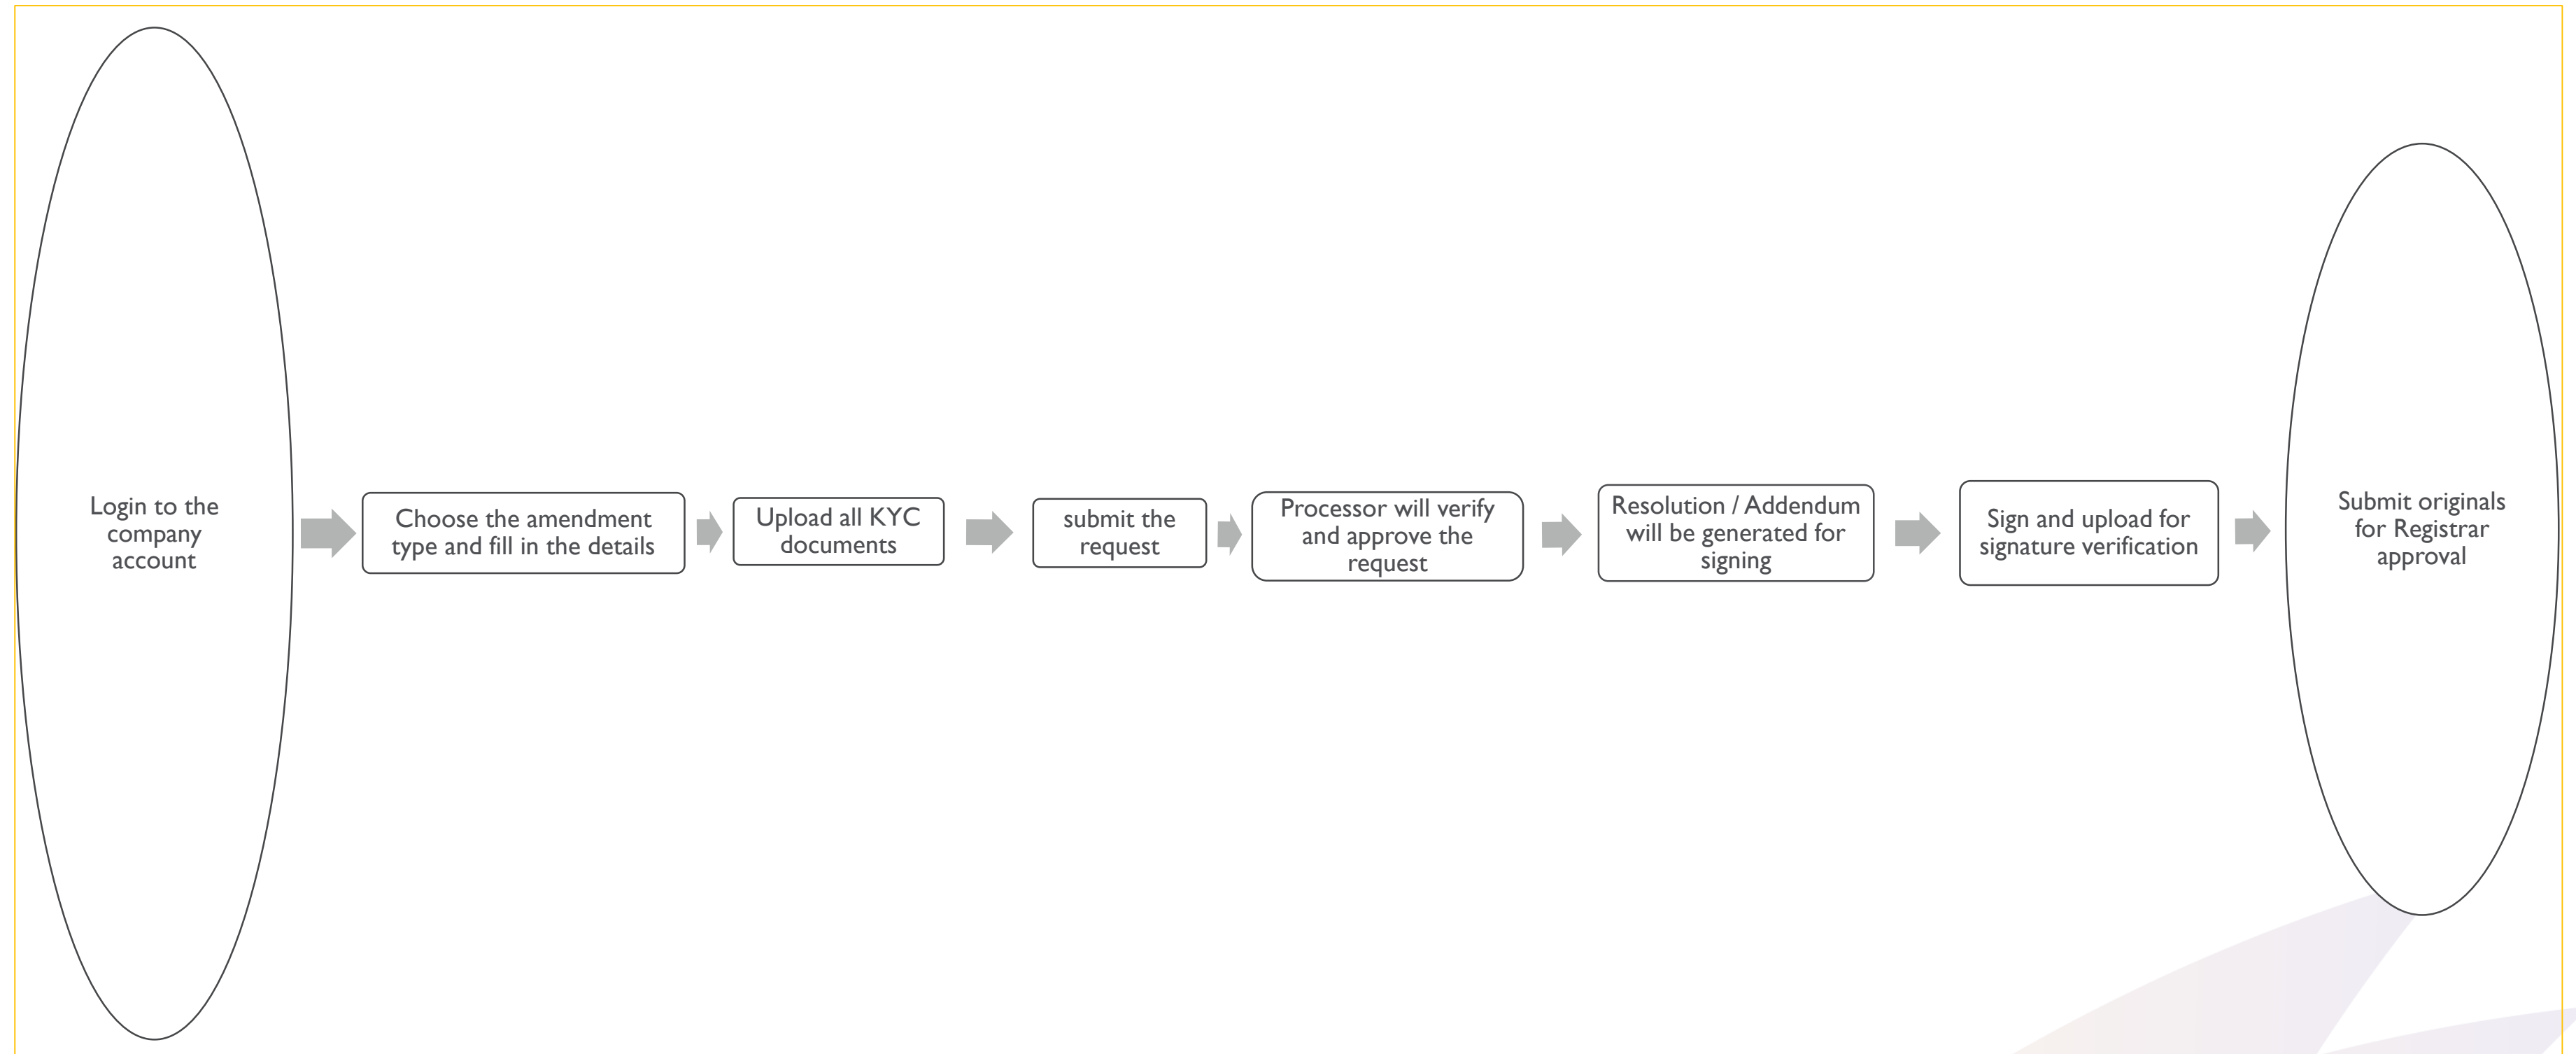 Login to the
company
account
Choose the amendment
type and fill in the details
Upload all KYC
documents
submit the
request
Processor will verify
and approve the
request
Resolution / Addendum
will be generated for
signing
Sign and upload for
signature verification
Submit originals
for Registrar
approval